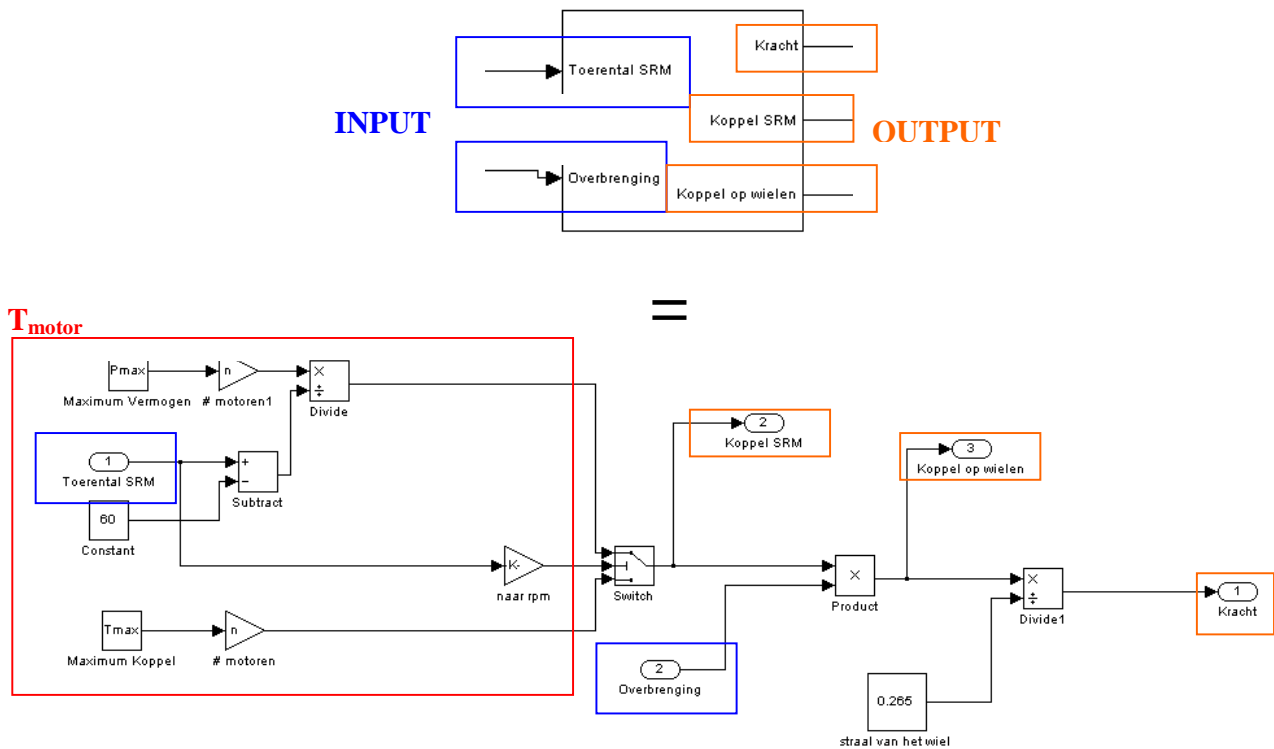 Kracht
Toerental SRM
INPUT
Koppel SRM
OUTPUT
Overbrenging
Koppel op wielen
=
Tmotor
Pmax
n
×
÷
Maximum Vermogen
# motoren1
Divide
1
Toerental SRM
+
−
Subtract
60
Constant
2
Koppel SRM
3
Koppel op wielen
K-
naar rpm
Switch
×
Product
×
÷
Divide1
1
Kracht
Tmax
n
Maximum Koppel
# motoren
2
Overbrenging
0.265
straal van het wiel